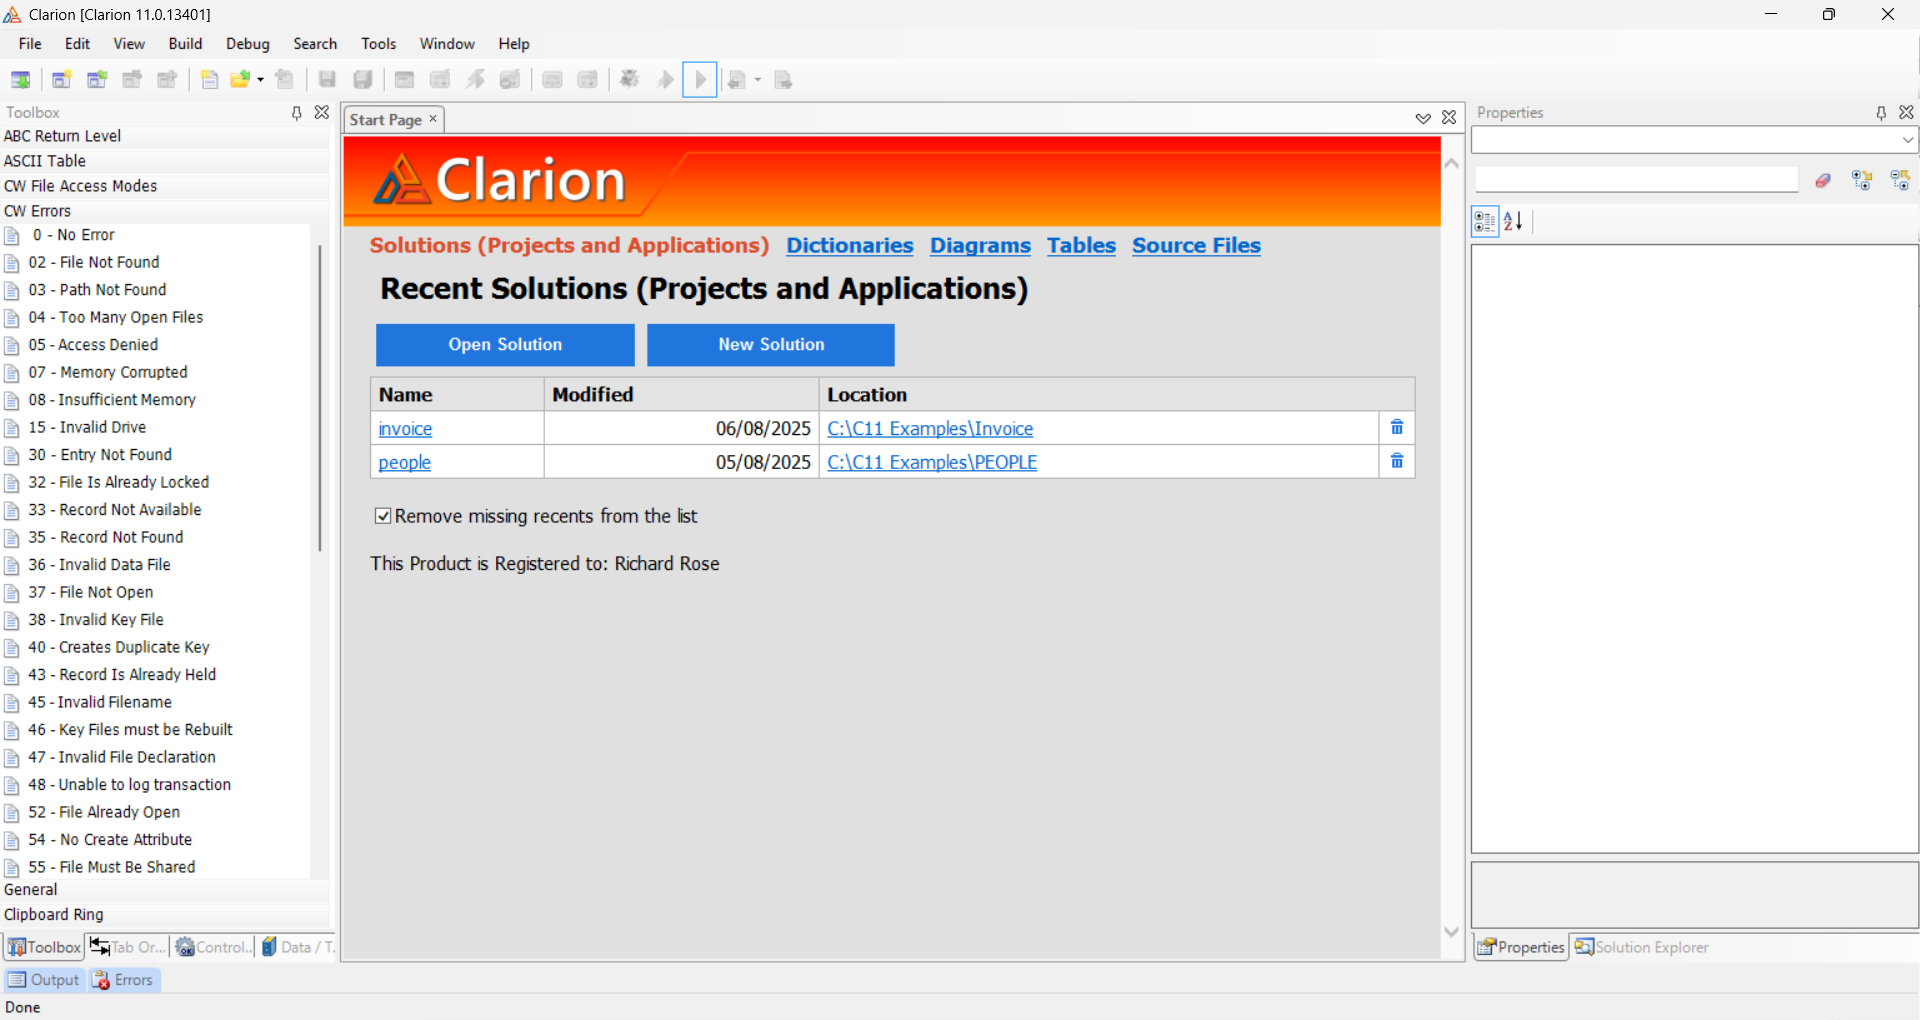 Clarion [Clarion 11.0.13401]
File Edit View Build Debug Search Tools Window Help
Toolbox
ABC Return Level
ASCII Table
CW File Access Modes
CW Errors
0 - No Error
02 - File Not Found
03 - Path Not Found
04 - Too Many Open Files
05 - Access Denied
07 - Memory Corrupted
08 - Insufficient Memory
15 - Invalid Drive
30 - Entry Not Found
32 - File Is Already Locked
33 - Record Not Available
35 - Record Not Found
36 - Invalid Data File
37 - File Not Open
38 - Invalid Key File
40 - Creates Duplicate Key
43 - Record Is Already Held
45 - Invalid Filename
46 - Key Files must be Rebuilt
47 - Invalid File Declaration
48 - Unable to log transaction
52 - File Already Open
54 - No Create Attribute
55 - File Must Be Shared
General
Clipboard Ring
Toolbox Tab Or... Control... Data / T...
Start Page
Clarion
Solutions (Projects and Applications) Dictionaries Diagrams Tables Source Files
Recent Solutions (Projects and Applications)
Open Solution New Solution
Name Modified Location
invoice 06/08/2025 C:\C11 Examples\Invoice
people 05/08/2025 C:\C11 Examples\PEOPLE
Remove missing recents from the list
This Product is Registered to: Richard Rose
Properties
Properties Solution Explorer
Output Errors
Done